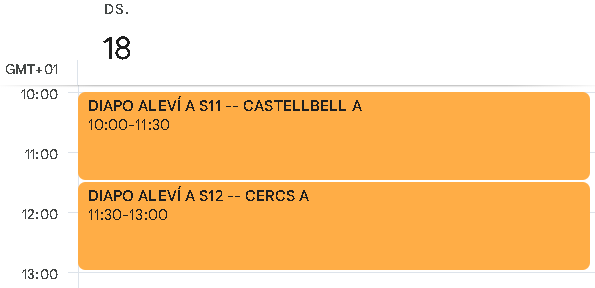 DS.
18
GMT+01
10:00
DIAPO ALEVÍ A S11 -- CASTELLBELL A
10:00-11:30
11:00
DIAPO ALEVÍ A S12 -- CERCS A
11:30-13:00
12:00
13:00